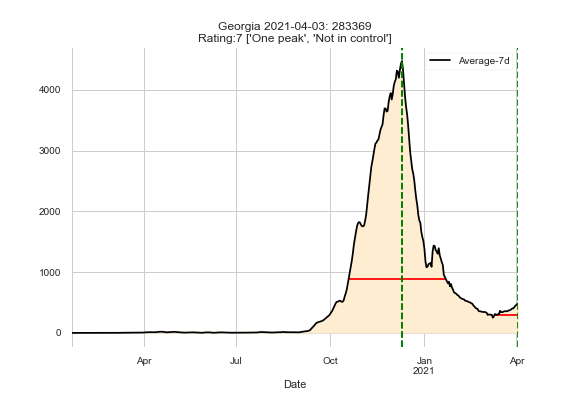 Georgia 2021-04-03: 283369
Rating:7 ['One peak', 'Not in control']
Average-7d
4000
3000
2000
1000
0
Apr
Jul
Oct
Jan
2021
Apr
Date